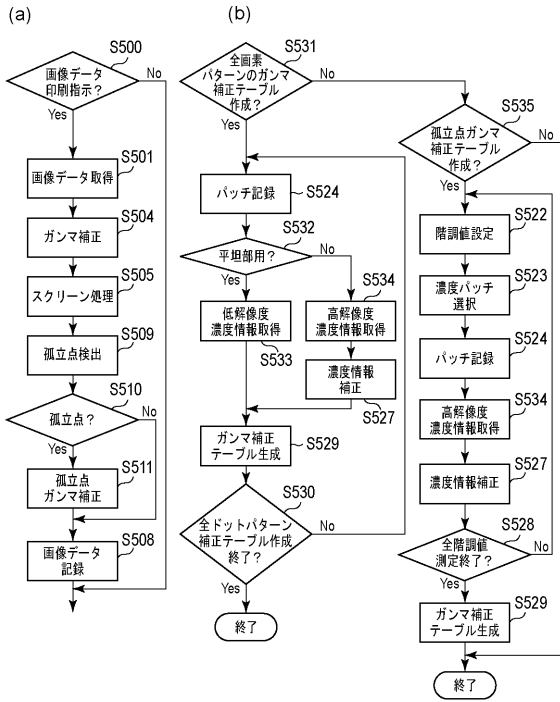 (a)
S500
画像データ
印刷指示？
No
Yes
S501
画像データ取得
S504
ガンマ補正
S505
スクリーン処理
S509
孤立点検出
S510
孤立点？
No
Yes
S511
孤立点
ガンマ補正
S508
画像データ
記録
(b)
S531
全画素
パターンのガンマ
補正テーブル
作成？
No
Yes
S524
パッチ記録
S532
平坦部用？
No
Yes
低解像度
濃度情報取得
S533
S534
高解像度
濃度情報取得
濃度情報
補正
S527
S529
ガンマ補正
テーブル生成
S530
全ドットパターン
補正テーブル作成
終了？
No
Yes
終了
S535
孤立点ガンマ
補正テーブル
作成？
No
Yes
S522
階調値設定
S523
濃度パッチ
選択
S524
パッチ記録
S534
高解像度
濃度情報取得
S527
濃度情報補正
S528
全階調値
測定終了？
No
Yes
S529
ガンマ補正
テーブル生成
終了